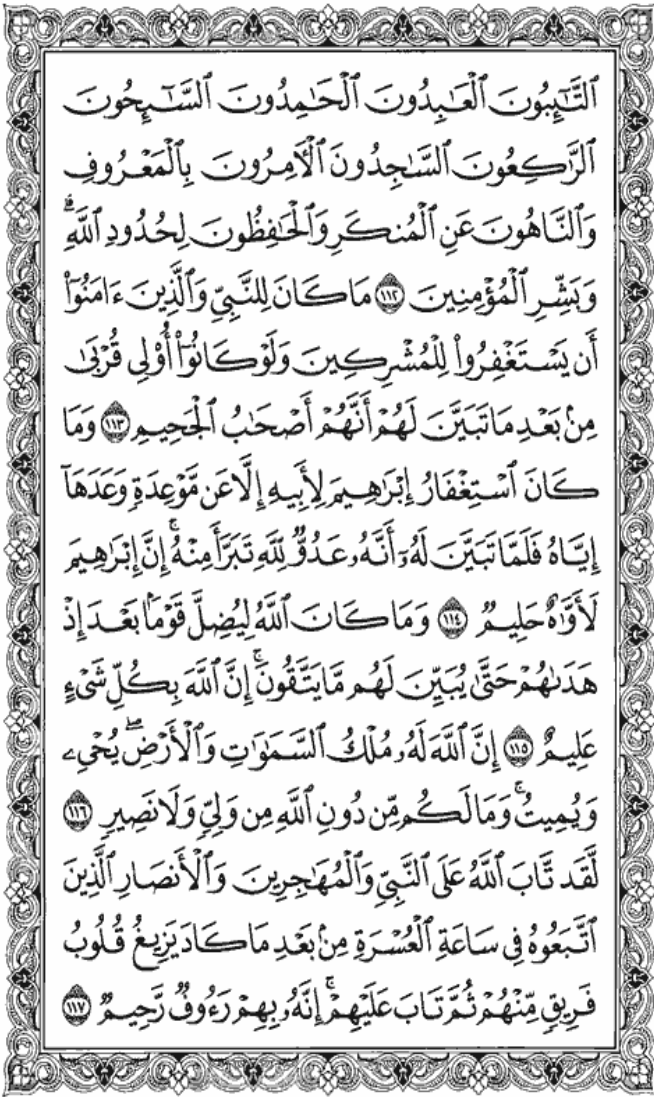 ٱلتَّـٰٓئِبُونَ ٱلْعَـٰبِدُونَ ٱلْحَـٰمِدُونَ ٱلسَّـٰٓئِحُونَ
ٱلرَّٰكِعُونَ ٱلسَّـٰجِدُونَ ٱلْـَٔامِرُونَ بِٱلْمَعْرُوفِ
وَٱلنَّاهُونَ عَنِ ٱلْمُنكَرِ وَٱلْحَـٰفِظُونَ لِحُدُودِ ٱللَّهِ ۗ
وَبَشِّرِ ٱلْمُؤْمِنِينَ ١١٢ مَا كَانَ لِلنَّبِىِّ وَٱلَّذِينَ ءَامَنُوٓا۟
أَن يَسْتَغْفِرُوا۟ لِلْمُشْرِكِينَ وَلَوْ كَانُوٓا۟ أُو۟لِى قُرْبَىٰ
مِنۢ بَعْدِ مَا تَبَيَّنَ لَهُمْ أَنَّهُمْ أَصْحَـٰبُ ٱلْجَحِيمِ ١١٣ وَمَا
كَانَ ٱسْتِغْفَارُ إِبْرَٰهِيمَ لِأَبِيهِ إِلَّا عَن مَّوْعِدَةٍ وَعَدَهَآ
إِيَّاهُ فَلَمَّا تَبَيَّنَ لَهُۥٓ أَنَّهُۥ عَدُوٌّ لِّلَّهِ تَبَرَّأَ مِنْهُ ۚ إِنَّ إِبْرَٰهِيمَ
لَأَوَّٰهٌ حَلِيمٌ ١١٤ وَمَا كَانَ ٱللَّهُ لِيُضِلَّ قَوْمًۢا بَعْدَ إِذْ
هَدَىٰهُمْ حَتَّىٰ يُبَيِّنَ لَهُم مَّا يَتَّقُونَ ۚ إِنَّ ٱللَّهَ بِكُلِّ شَىْءٍ
عَلِيمٌ ١١٥ إِنَّ ٱللَّهَ لَهُۥ مُلْكُ ٱلسَّمَـٰوَٰتِ وَٱلْأَرْضِ ۖ يُحْىِۦ
وَيُمِيتُ ۚ وَمَا لَكُم مِّن دُونِ ٱللَّهِ مِن وَلِىٍّ وَلَا نَصِيرٍ ١١٦
لَّقَد تَّابَ ٱللَّهُ عَلَى ٱلنَّبِىِّ وَٱلْمُهَـٰجِرِينَ وَٱلْأَنصَارِ ٱلَّذِينَ
ٱتَّبَعُوهُ فِى سَاعَةِ ٱلْعُسْرَةِ مِنۢ بَعْدِ مَا كَادَ يَزِيغُ قُلُوبُ
فَرِيقٍ مِّنْهُمْ ثُمَّ تَابَ عَلَيْهِمْ ۚ إِنَّهُۥ بِهِمْ رَءُوفٌ رَّحِيمٌ ١١٧